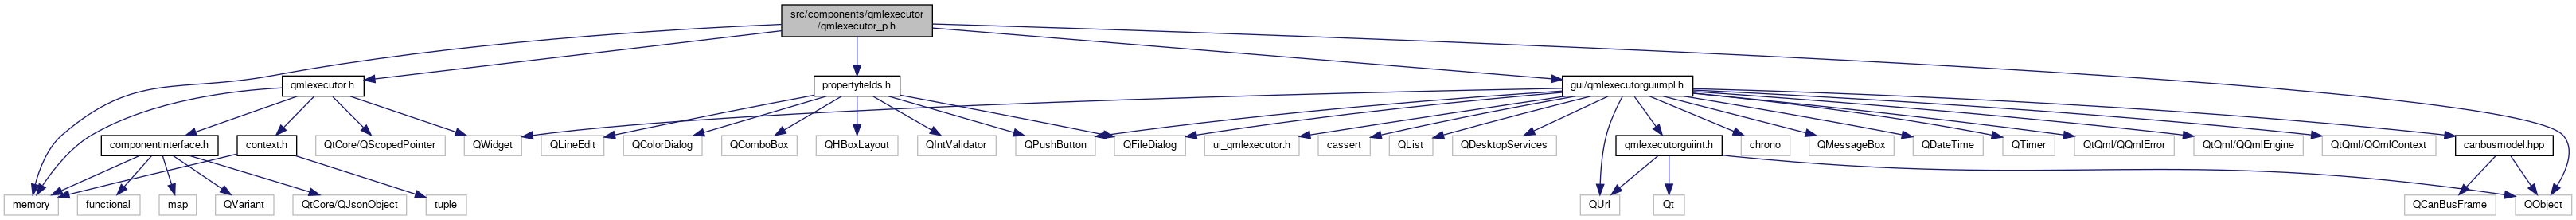 src/components/qmlexecutor
/qmlexecutor_p.h
qmlexecutor.h
propertyfields.h
gui/qmlexecutorguiimpl.h
componentinterface.h
context.h
QtCore/QScopedPointer
QWidget
QLineEdit
QColorDialog
QComboBox
QHBoxLayout
QIntValidator
QPushButton
QFileDialog
ui_qmlexecutor.h
cassert
QList
QDesktopServices
qmlexecutorguiint.h
chrono
QMessageBox
QDateTime
QTimer
QtQml/QQmlError
QtQml/QQmlEngine
QtQml/QQmlContext
canbusmodel.hpp
memory
functional
map
QVariant
QtCore/QJsonObject
tuple
QUrl
Qt
QCanBusFrame
QObject